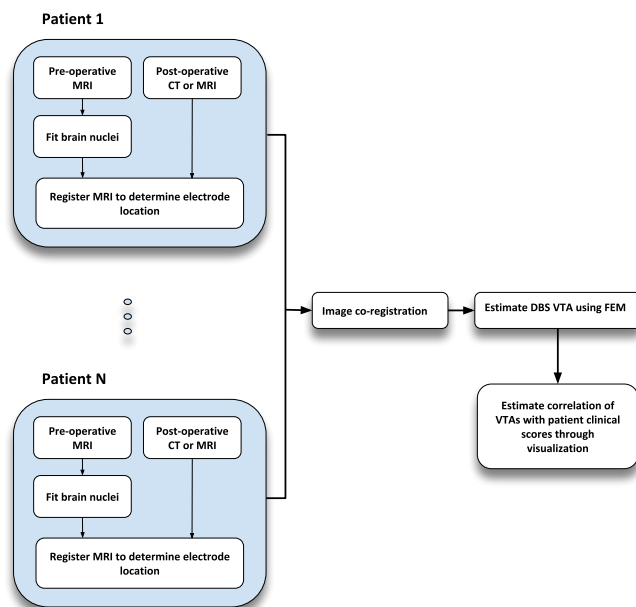 Patient 1
Pre-operative
MRI
Post-operative
CT or MRI
Fit brain nuclei
Register MRI to determine electrode
location
Image co-registration
Estimate DBS VTA using FEM
Patient N
Estimate correlation of
VTAs with patient clinical
scores through
visualization
Pre-operative
MRI
Post-operative
CT or MRI
Fit brain nuclei
Register MRI to determine electrode
location